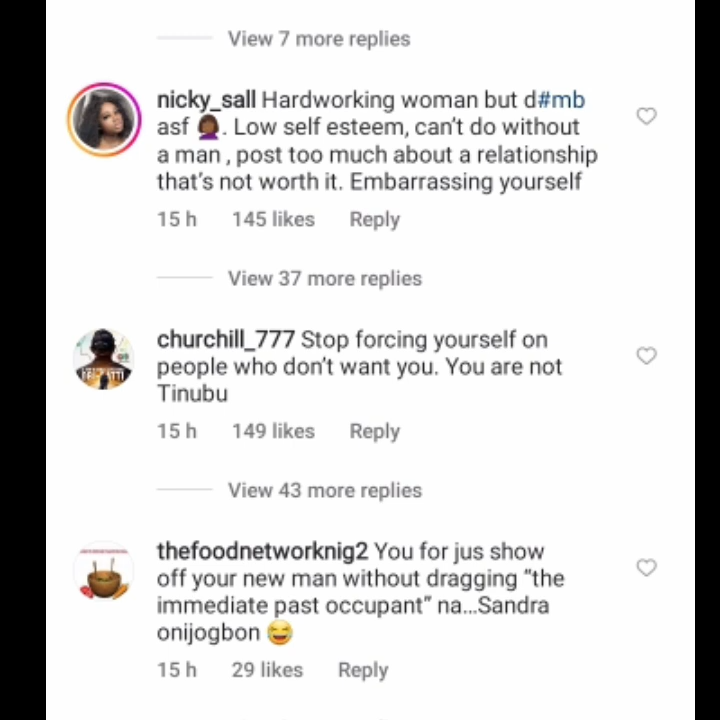 View 7 more replies
nicky_sall Hardworking woman but d#mb
asf 🤦🏾‍♀️. Low self esteem, can't do without
a man , post too much about a relationship
that's not worth it. Embarrassing yourself
15 h 145 likes Reply
View 37 more replies
churchill_777 Stop forcing yourself on
people who don't want you. You are not
Tinubu
15 h 149 likes Reply
View 43 more replies
thefoodnetworknig2 You for jus show
off your new man without dragging “the
immediate past occupant” na...Sandra
onijogbon 😆
15 h 29 likes Reply